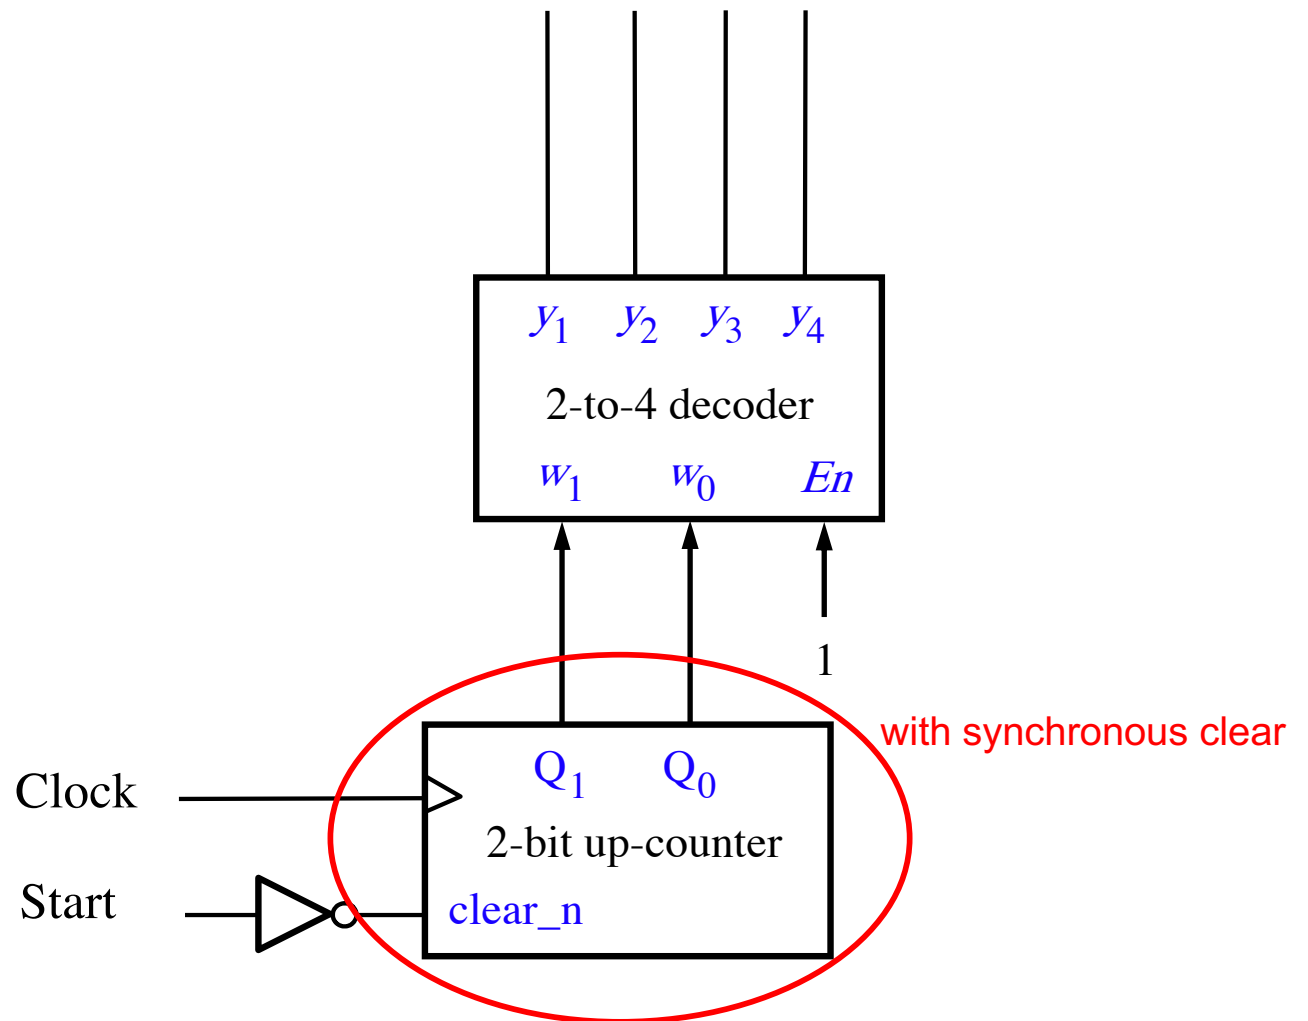 y₁ y₂ y₃ y₄
2-to-4 decoder
w₁ w₀ En
1
with synchronous clear
Q₁ Q₀
Clock
2-bit up-counter
Start
clear_n